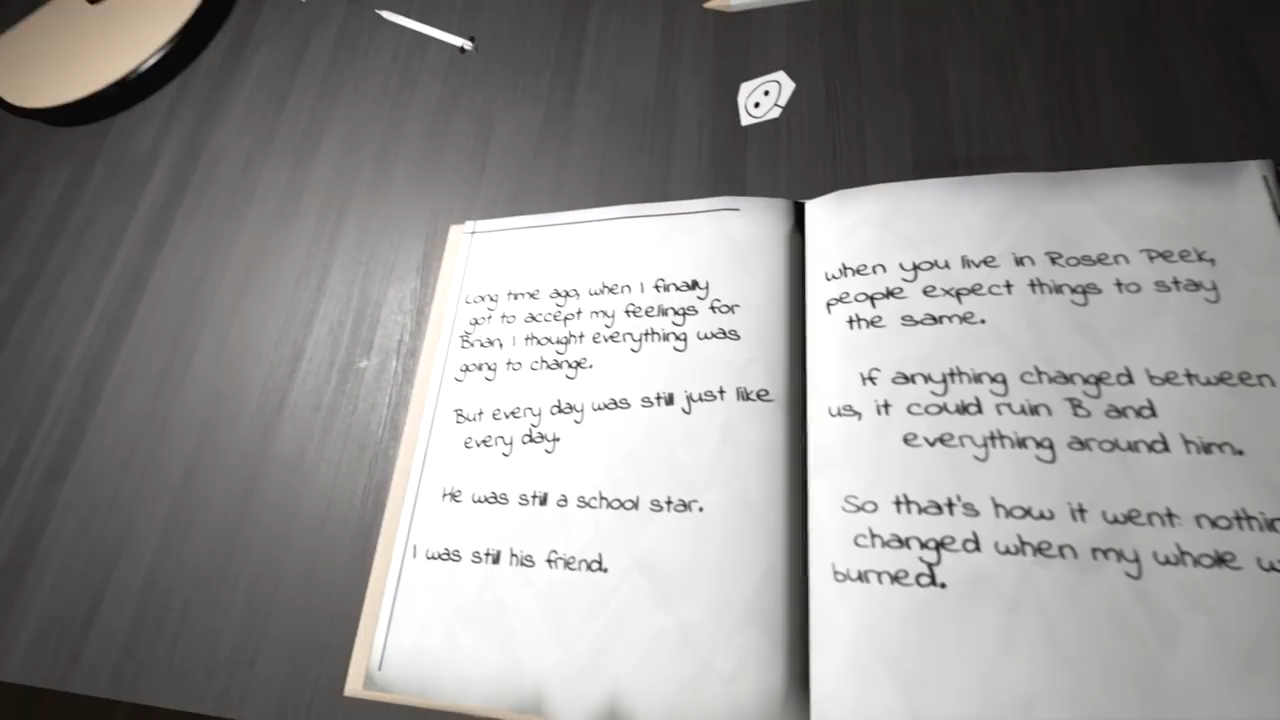 Long time ago, when I finally
got to accept my feelings for
Brian, I thought everything was
going to change.
But every day was still just like
every day.
He was still a school star.
I was still his friend.
when you live in Rosen Peek,
people expect things to stay
the same.
If anything changed between
us, it could ruin B and
everything around him.
So that's how it went nothin
changed when my whole w
burned.